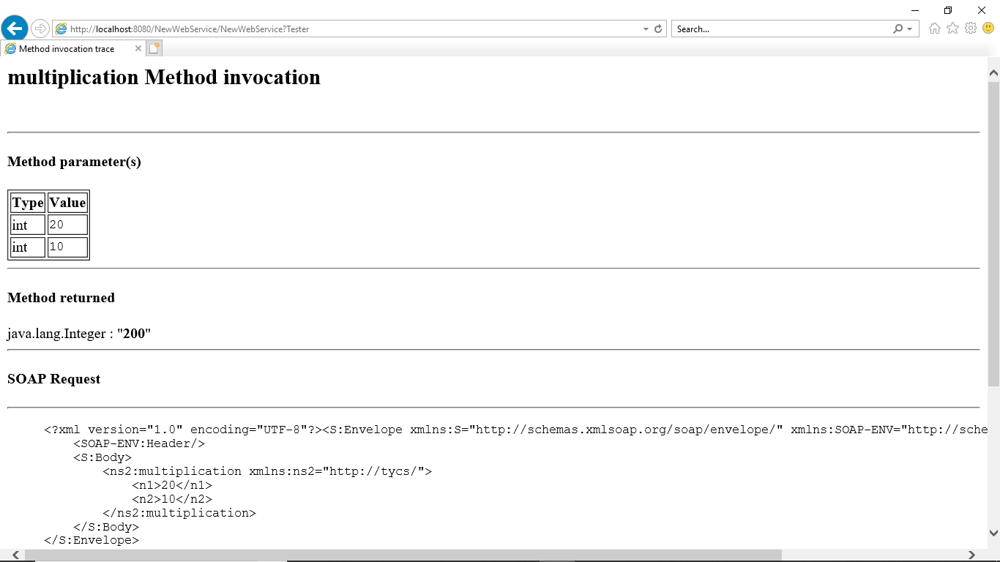 http://localhost:8080/NewWebService/NewWebService?Tester
Search...
Method invocation trace
multiplication Method invocation
Method parameter(s)
Type Value
int 20
int 10
Method returned
java.lang.Integer : "200"
SOAP Request
<?xml version="1.0" encoding="UTF-8"?><S:Envelope xmlns:S="http://schemas.xmlsoap.org/soap/envelope/" xmlns:SOAP-ENV="http://sche
<SOAP-ENV:Header/>
<S:Body>
<ns2:multiplication xmlns:ns2="http://tycs/">
<n1>20</n1>
<n2>10</n2>
</ns2:multiplication>
</S:Body>
</S:Envelope>